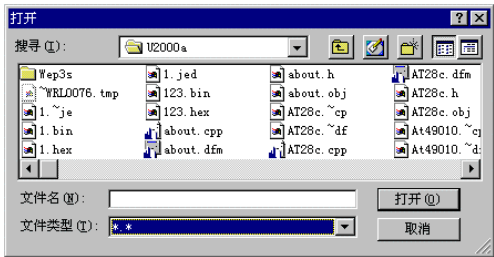 打开
搜寻(I): U2000a
Wep3s 1.jed about.h AT28c.dfm
~WRL0076.tmp 123.bin about.obj AT28c.h
1.~je 123.hex AT28c.~cp AT28c.obj
1.bin about.cpp AT28c.~df At49010.~cp
1.hex about.dfm AT28c.cpp At49010.~d
文件名(N): 打开(O)
文件类型(T): *.* 取消